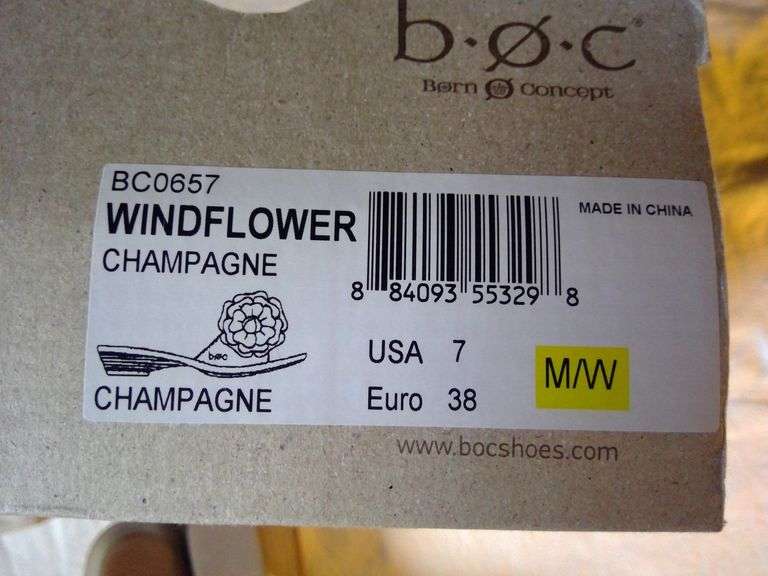 b·ø·c®
Børn Concept
BC0657
WINDFLOWER
CHAMPAGNE
MADE IN CHINA
8 84093 55329 8
bøc
CHAMPAGNE
USA 7
Euro 38
M/W
www.bocshoes.com